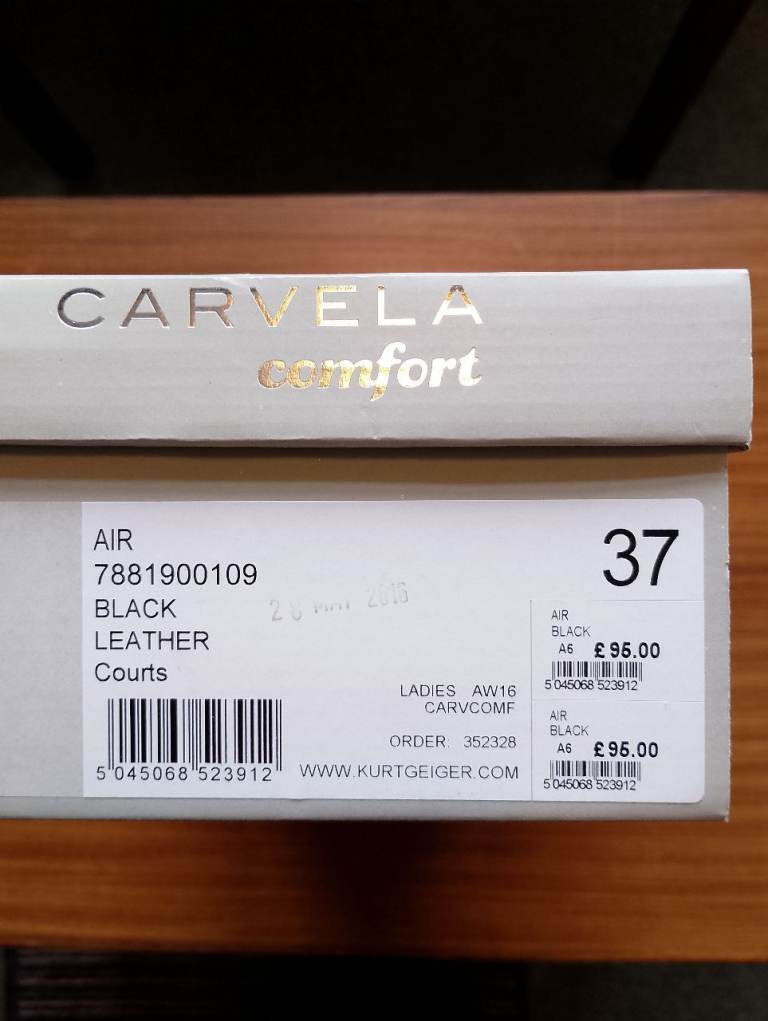 CARVELA
comfort
AIR
7881900109
BLACK
LEATHER
Courts
5 045068 523912
37
2016
LADIES AW16
CARVCOMF
ORDER: 352328
WWW.KURTGEIGER.COM
AIR
BLACK
A6 £95.00
5 045068 523912
AIR
BLACK
A6 £95.00
5 045068 523912